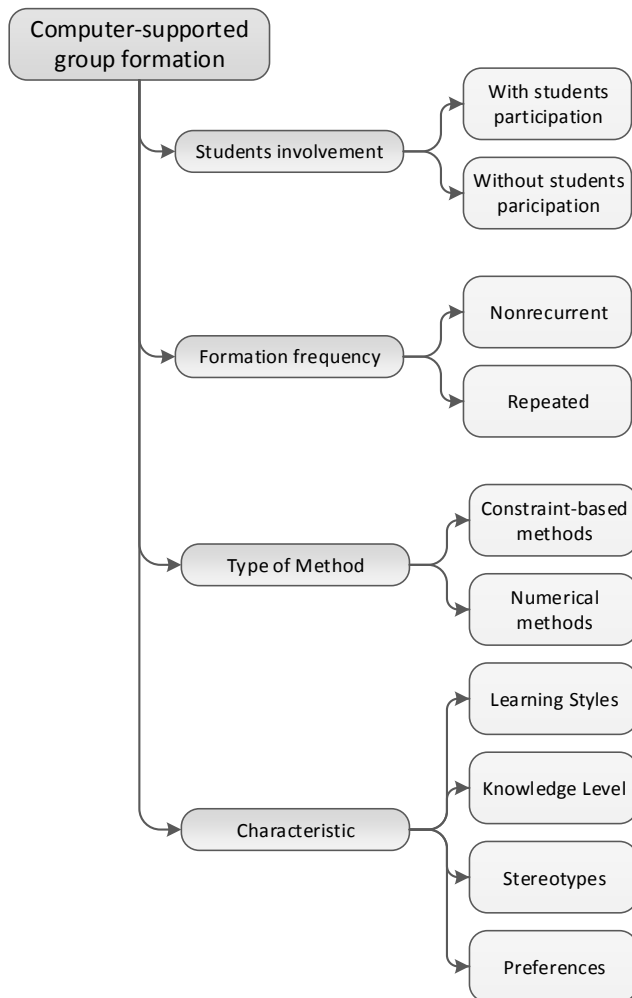 Computer-supported
group formation
Students involvement
With students
participation
Without students
paricipation
Formation frequency
Nonrecurrent
Repeated
Type of Method
Constraint-based
methods
Numerical
methods
Characteristic
Learning Styles
Knowledge Level
Stereotypes
Preferences